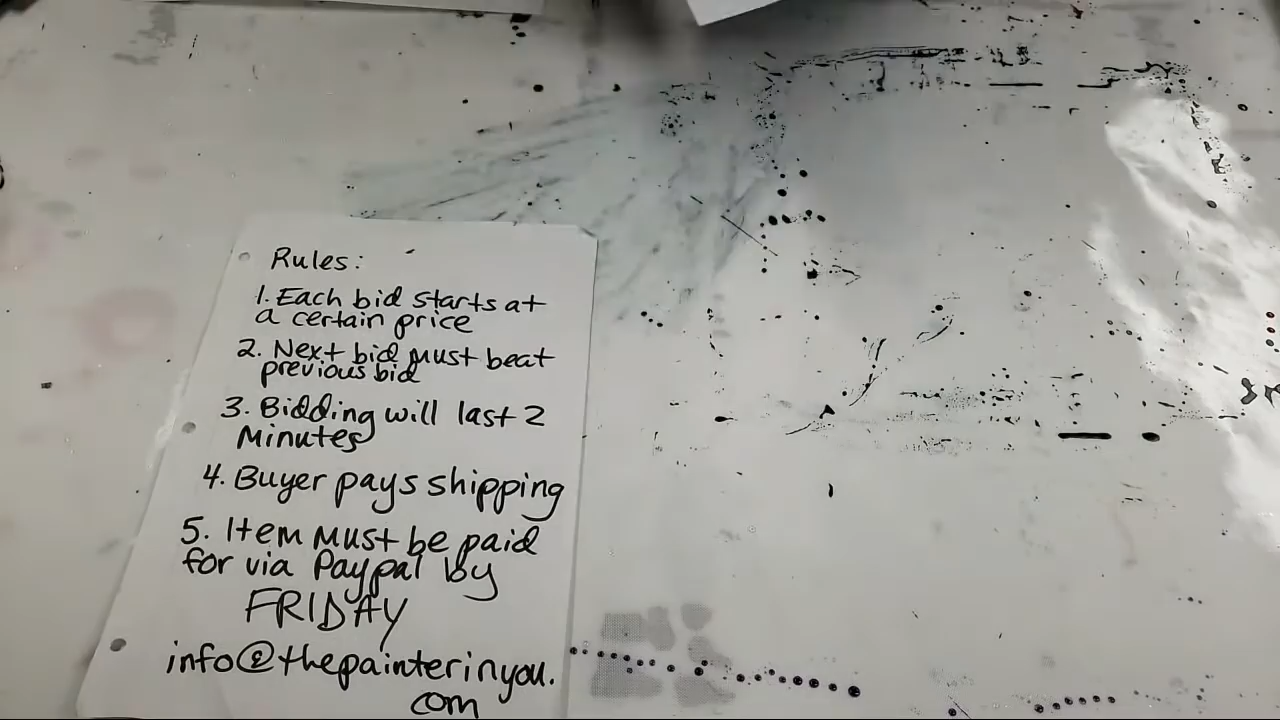 Rules:
1. Each bid starts at
a certain price
2. Next bid must beat
previous bid
3. Bidding will last 2
Minutes
4. Buyer pays shipping
5. Item must be paid
for via Paypal by
FRIDAY
info@thepainterinyou.
com